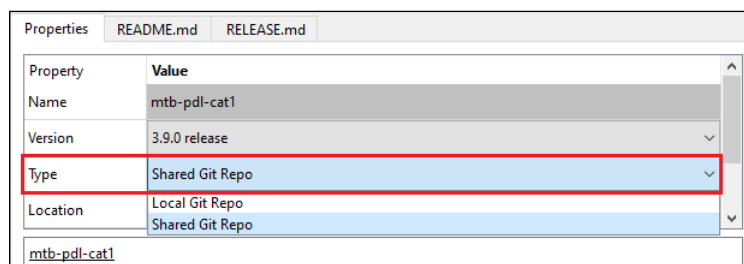 Properties README.md RELEASE.md
Property Value
Name mtb-pdl-cat1
Version 3.9.0 release
Type Shared Git Repo
Location Local Git Repo
Shared Git Repo
mtb-pdl-cat1